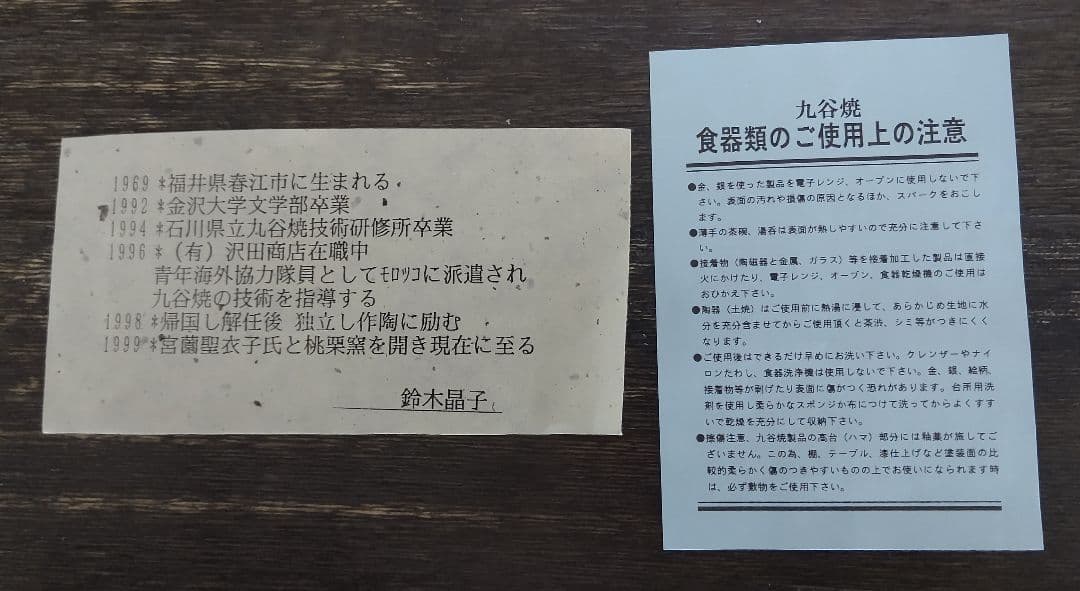 1969 *福井県春江市に生まれる
1992 *金沢大学文学部卒業
1994 *石川県立九谷焼技術研修所卒業
1996 *(有)沢田商店在職中
青年海外協力隊員としてﾓﾛｯｺに派遣され
九谷焼の技術を指導する
1998 *帰国し解任後 独立し作陶に励む
1999 *宮薗聖衣子氏と桃栗窯を開き現在に至る
鈴木晶子
九谷焼
食器類のご使用上の注意
●金、銀を使った製品を電子レンジ、オーブンに使用しないで下
さい。表面の汚れや損傷の原因となるほか、スパークをおこし
ます。
●薄手の茶碗、湯呑は表面が熱しやすいので充分に注意して下さ
い。
●接着物(陶磁器と金属、ガラス)等を接着加工した製品は直接
火にかけたり、電子レンジ、オーブン、食器乾燥機のご使用は
おひかえ下さい。
●陶器(土焼)はご使用前に熱湯に浸して、あらかじめ生地に水
分を充分含ませてからご使用頂くと茶渋、シミ等がつきにくく
なります。
●ご使用後はできるだけ早めにお洗い下さい。クレンザーやナイ
ロンたわし、食器洗浄機は使用しないで下さい。金、銀、絵柄、
接着物等が剥げたり表面に傷がつく恐れがあります。台所用洗
剤を使用し柔らかなスポンジか布につけて洗ってからよくすす
いで乾燥を充分にして収納下さい。
●擦傷注意、九谷焼製品の高台(ハマ)部分には釉薬が施してご
ざいません。この為、棚、テーブル、漆仕上げなど塗装面の比
較的柔らかく傷のつきやすいものの上でお使いになられます時
は、必ず敷物をご使用下さい。